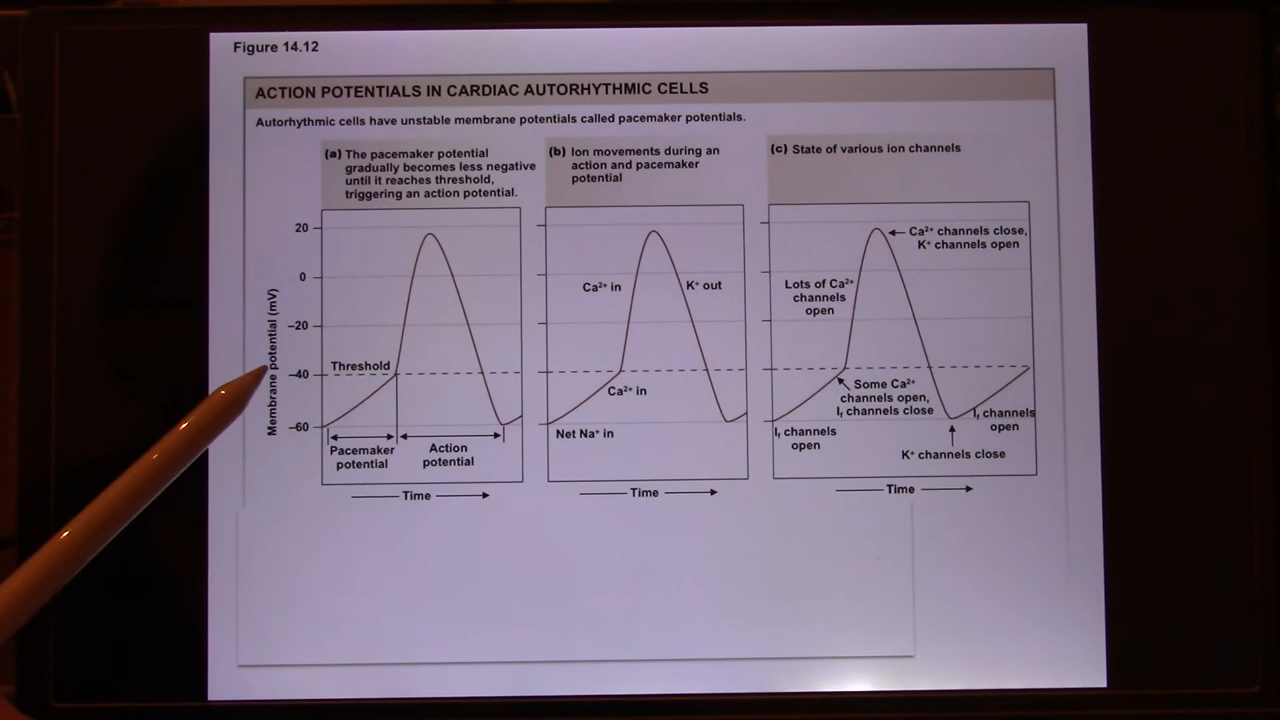 Figure 14.12
ACTION POTENTIALS IN CARDIAC AUTORHYTHMIC CELLS
Autorhythmic cells have unstable membrane potentials called pacemaker potentials.
(a) The pacemaker potential
gradually becomes less negative
until it reaches threshold,
triggering an action potential.
20
0
–20
–40
–60
Membrane potential (mV)
Threshold
Pacemaker
potential
Action
potential
Time
(b) Ion movements during an
action and pacemaker
potential
Ca²⁺ in
K⁺ out
Ca²⁺ in
Net Na⁺ in
Time
(c) State of various ion channels
Ca²⁺ channels close,
K⁺ channels open
Lots of Ca²⁺
channels
open
Some Ca²⁺
channels open,
If channels close
If channels
open
If channels
open
K⁺ channels close
Time